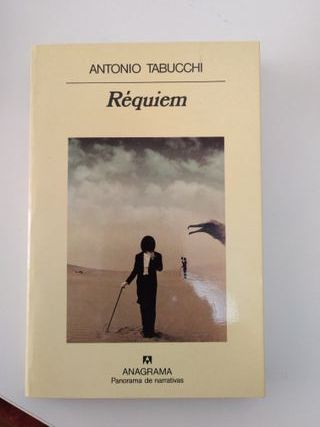 ANTONIO TABUCCHI
Réquiem
ANAGRAMA
Panorama de narrativas